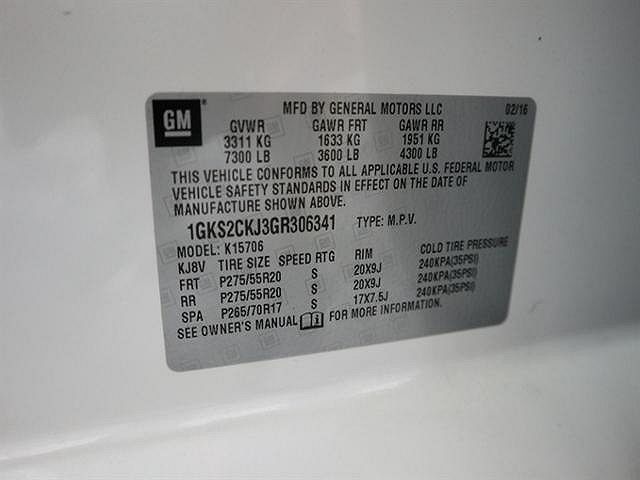 GM MFD BY GENERAL MOTORS LLC 02/16
GVWR GAWR FRT GAWR RR
3311 KG 1633 KG 1951 KG
7300 LB 3600 LB 4300 LB
THIS VEHICLE CONFORMS TO ALL APPLICABLE U.S. FEDERAL MOTOR
VEHICLE SAFETY STANDARDS IN EFFECT ON THE DATE OF
MANUFACTURE SHOWN ABOVE.
1GKS2CKJ3GR306341 TYPE: M.P.V.
MODEL: K15706
KJ8V TIRE SIZE SPEED RTG RIM COLD TIRE PRESSURE
FRT P275/55R20 S 20X9J 240KPA(35PSI)
RR P275/55R20 S 20X9J 240KPA(35PSI)
SPA P265/70R17 S 17X7.5J 240KPA(35PSI)
SEE OWNER'S MANUAL FOR MORE INFORMATION.